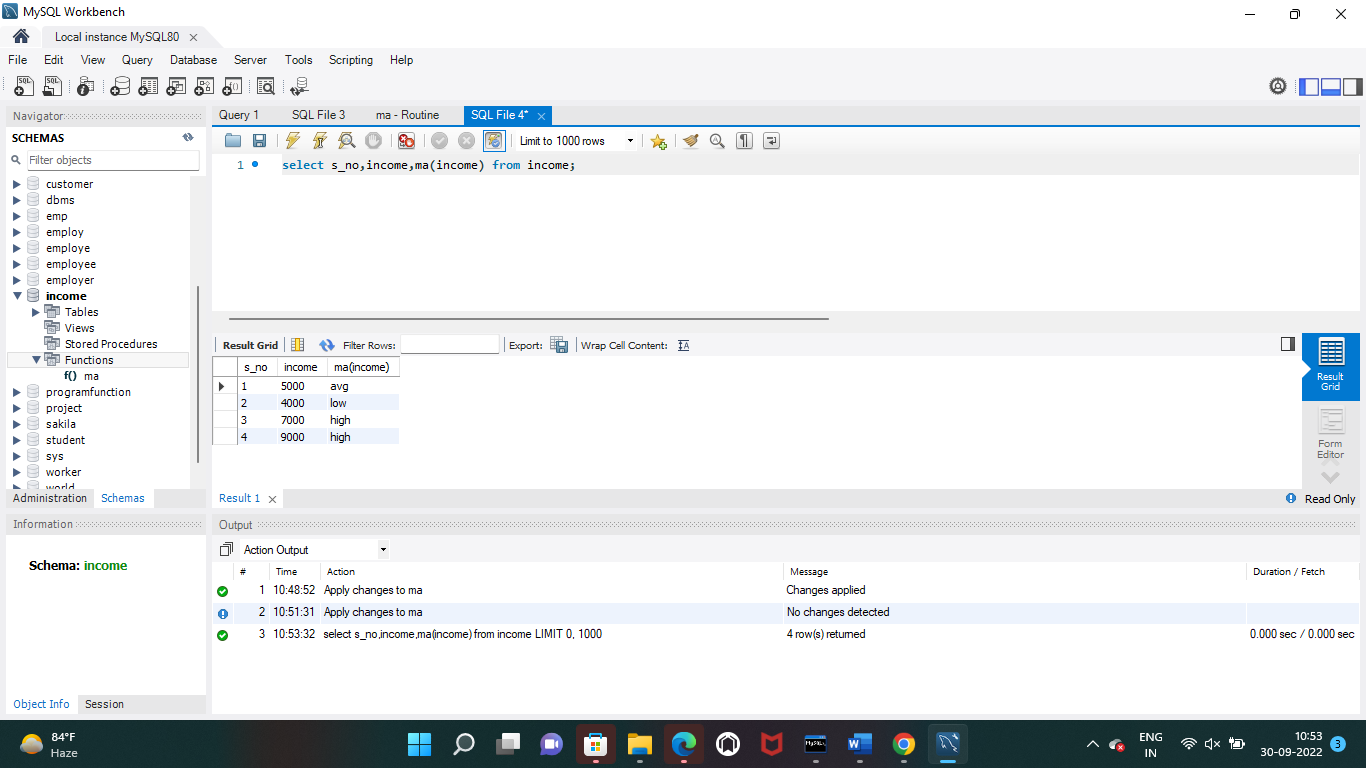 MySQL Workbench
Local instance MySQL80
File Edit View Query Database Server Tools Scripting Help
Navigator
SCHEMAS
Filter objects
customer
dbms
emp
employ
employe
employee
employer
income
Tables
Views
Stored Procedures
Functions
f() ma
programfunction
project
sakila
student
sys
worker
world
Administration Schemas
Information
Schema: income
Object Info Session
Query 1 SQL File 3 ma - Routine SQL File 4*
Limit to 1000 rows
1 select s_no,income,ma(income) from income;
Result Grid Filter Rows: Export: Wrap Cell Content:
s_no income ma(income)
1 5000 avg
2 4000 low
3 7000 high
4 9000 high
Result Grid
Form Editor
Result 1 Read Only
Output
Action Output
# Time Action Message Duration / Fetch
1 10:48:52 Apply changes to ma Changes applied
2 10:51:31 Apply changes to ma No changes detected
3 10:53:32 select s_no,income,ma(income) from income LIMIT 0, 1000 4 row(s) returned 0.000 sec / 0.000 sec
84°F
Haze
ENG
IN
10:53
30-09-2022
3